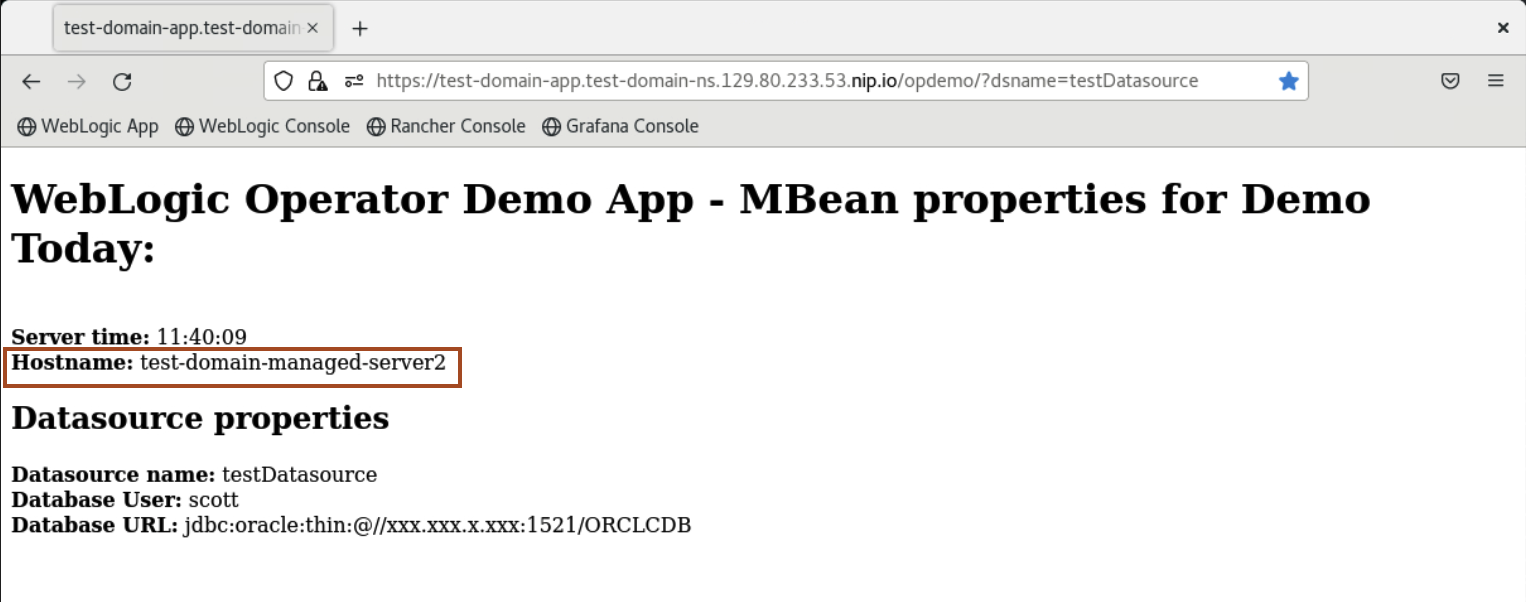 test-domain-app.test-domain
https://test-domain-app.test-domain-ns.129.80.233.53.nip.io/opdemo/?dsname=testDatasource
WebLogic App WebLogic Console Rancher Console Grafana Console
WebLogic Operator Demo App - MBean properties for Demo
Today:
Server time: 11:40:09
Hostname: test-domain-managed-server2
Datasource properties
Datasource name: testDatasource
Database User: scott
Database URL: jdbc:oracle:thin:@//xxx.xxx.x.xxx:1521/ORCLCDB